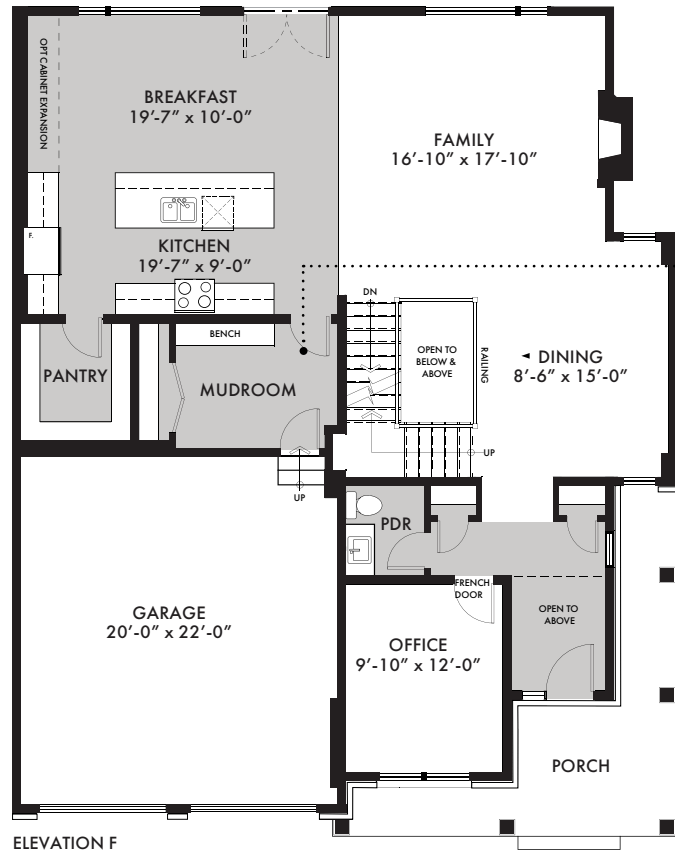 OPT CABINET EXPANSION
BREAKFAST
19'-7" x 10'-0"
FAMILY
16'-10" x 17'-10"
F.
KITCHEN
19'-7" x 9'-0"
DN
BENCH
OPEN TO
BELOW &
ABOVE
RAILING
DINING
8'-6" x 15'-0"
PANTRY
MUDROOM
UP
UP
PDR
FRENCH
DOOR
OPEN TO
ABOVE
GARAGE
20'-0" x 22'-0"
OFFICE
9'-10" x 12'-0"
PORCH
ELEVATION F